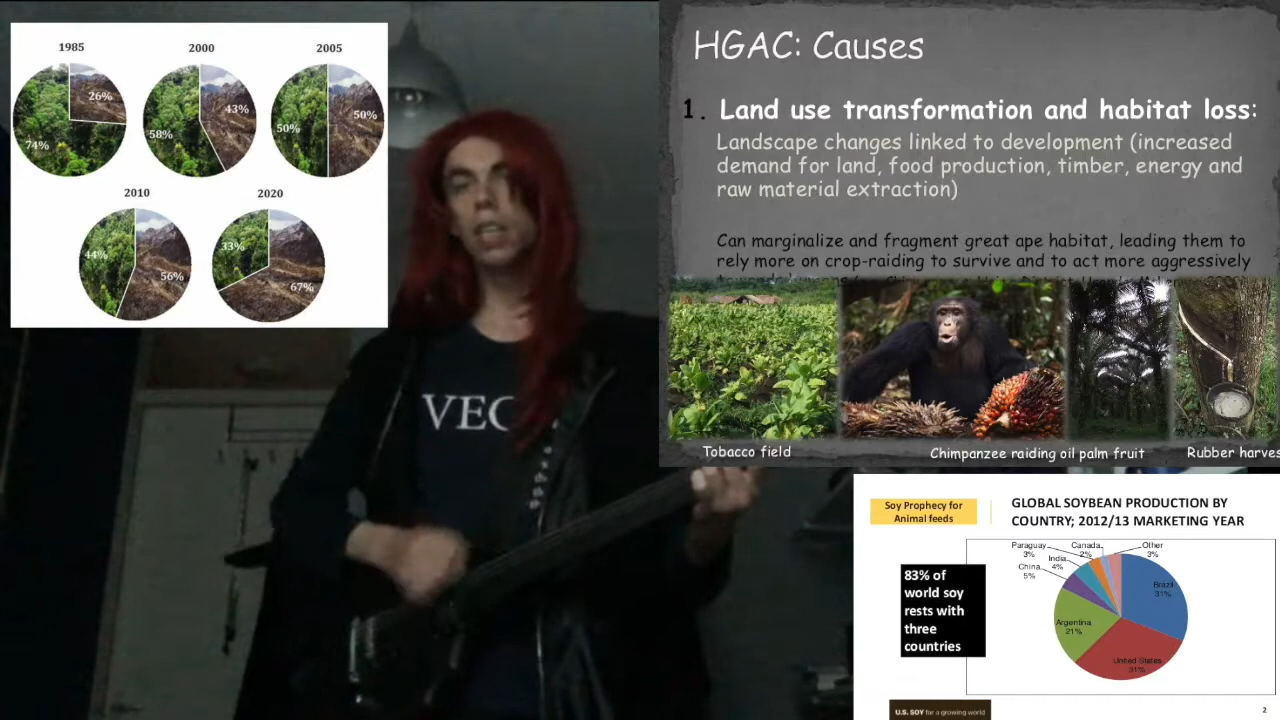 1985
26%
74%
2000
43%
58%
2005
50%
50%
2010
44%
56%
2020
33%
67%
VEG
HGAC: Causes
1. Land use transformation and habitat loss:
Landscape changes linked to development (increased
demand for land, food production, timber, energy and
raw material extraction)
Can marginalize and fragment great ape habitat, leading them to
rely more on crop-raiding to survive and to act more aggressively
Tobacco field
Chimpanzee raiding oil palm fruit
Rubber harves
Soy Prophecy for
Animal feeds
GLOBAL SOYBEAN PRODUCTION BY
COUNTRY; 2012/13 MARKETING YEAR
83% of
world soy
rests with
three
countries
Paraguay
3%
Canada
2%
Other
3%
India
4%
China
5%
Brazil
31%
Argentina
21%
United States
31%
U.S. SOY for a growing world
2